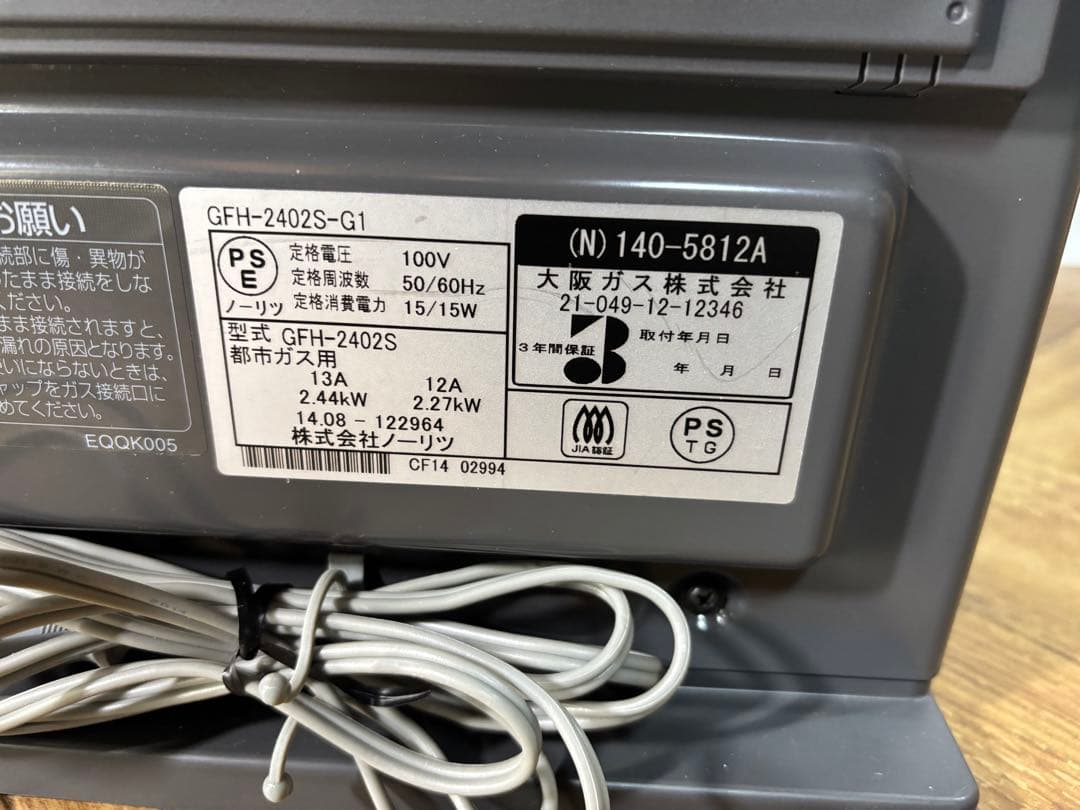 お願い
続部に傷・異物が
たまま接続をしな
ください。
まま接続されますと、
漏れの原因となります。
いにならないときは、
ャップをガス接続口に
めてください。
EQQK005
GFH-2402S-G1
PS
E
ノーリツ
定格電圧 100V
定格周波数 50/60Hz
定格消費電力 15/15W
型式 GFH-2402S
都市ガス用
13A 12A
2.44kW 2.27kW
14.08 - 122964
株式会社ノーリツ
CF14 02994
(N) 140-5812A
大阪ガス株式会社
21-049-12-12346
3年間保証
3
取付年月日
年 月 日
JIA認証
PS
TG